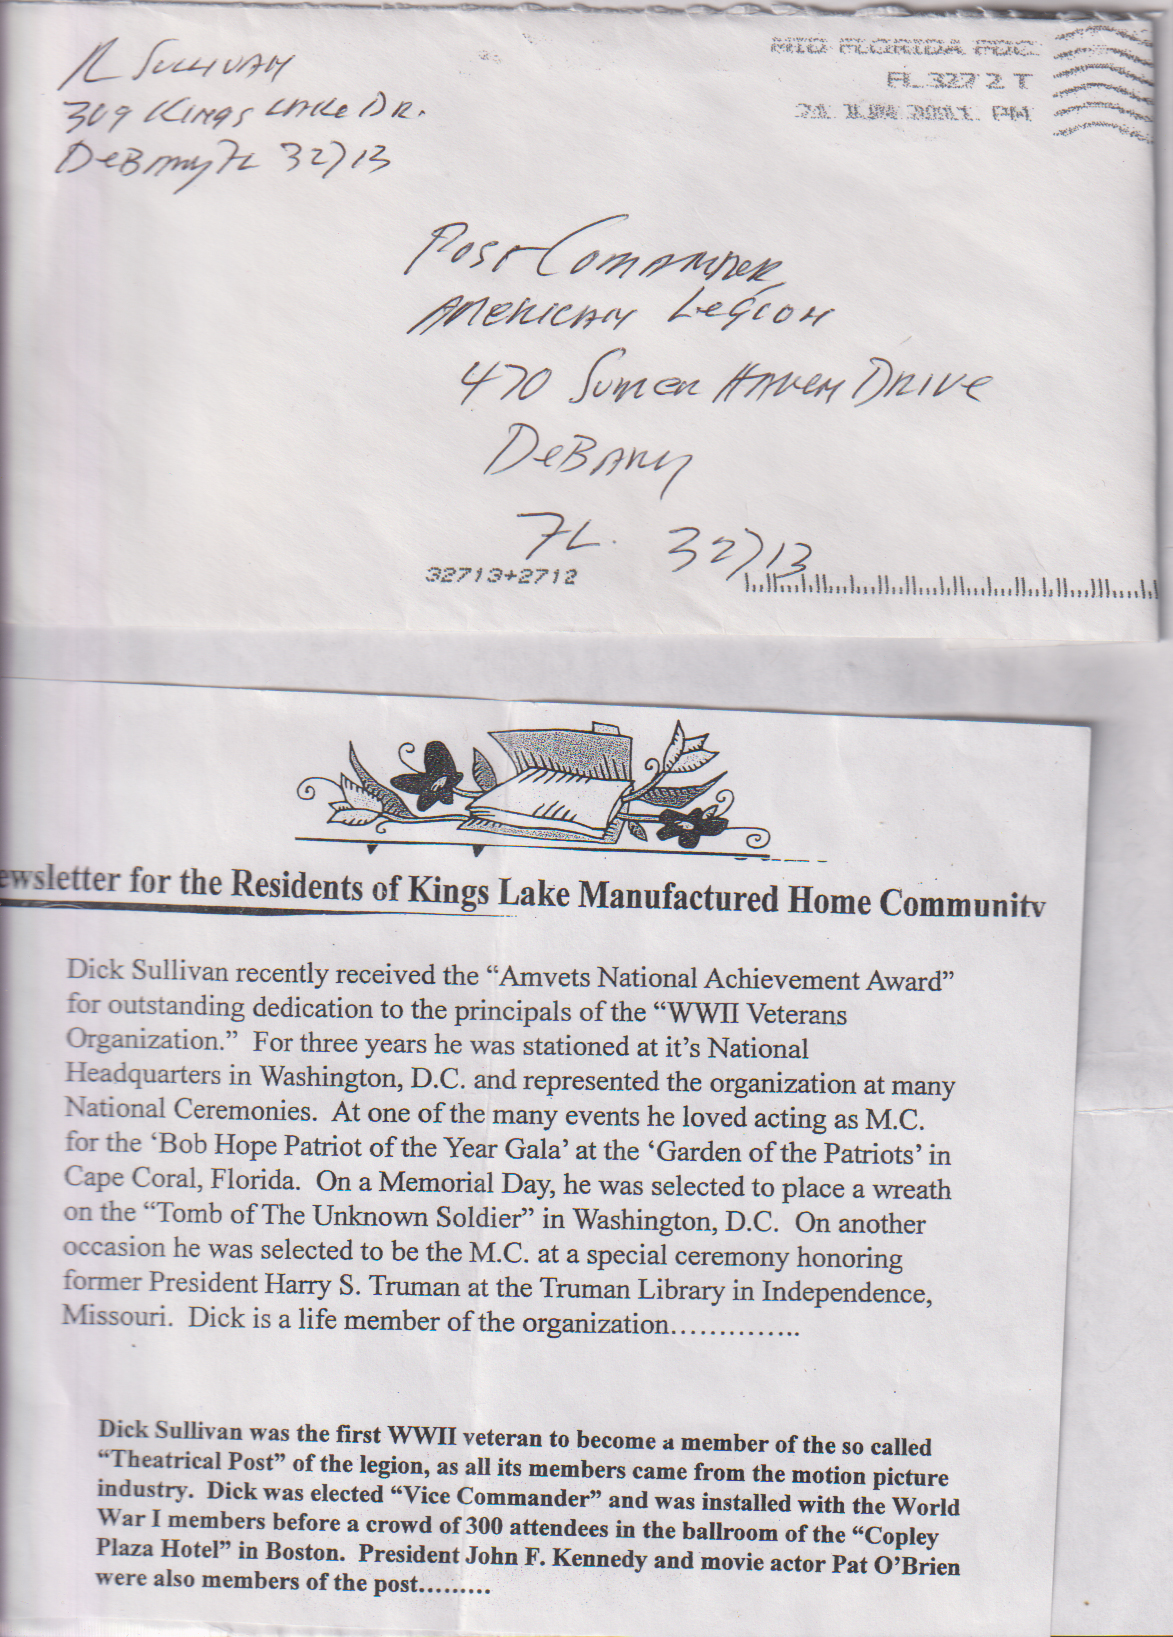 R Sullivan
309 Kings Lake Dr.
DeBary FL 32713
MID FLORIDA PDC
FL 327 2 T
21 JUN 2011 PM
Post Comander
American Legion
470 Sumer Haven Drive
DeBary
FL. 32713
32713+2712
ewsletter for the Residents of Kings Lake Manufactured Home Community
Dick Sullivan recently received the “Amvets National Achievement Award”
for outstanding dedication to the principals of the “WWII Veterans
Organization.” For three years he was stationed at it’s National
Headquarters in Washington, D.C. and represented the organization at many
National Ceremonies. At one of the many events he loved acting as M.C.
for the ‘Bob Hope Patriot of the Year Gala’ at the ‘Garden of the Patriots’ in
Cape Coral, Florida. On a Memorial Day, he was selected to place a wreath
on the “Tomb of The Unknown Soldier” in Washington, D.C. On another
occasion he was selected to be the M.C. at a special ceremony honoring
former President Harry S. Truman at the Truman Library in Independence,
Missouri. Dick is a life member of the organization…………..
Dick Sullivan was the first WWII veteran to become a member of the so called
“Theatrical Post” of the legion, as all its members came from the motion picture
industry. Dick was elected “Vice Commander” and was installed with the World
War I members before a crowd of 300 attendees in the ballroom of the “Copley
Plaza Hotel” in Boston. President John F. Kennedy and movie actor Pat O’Brien
were also members of the post………